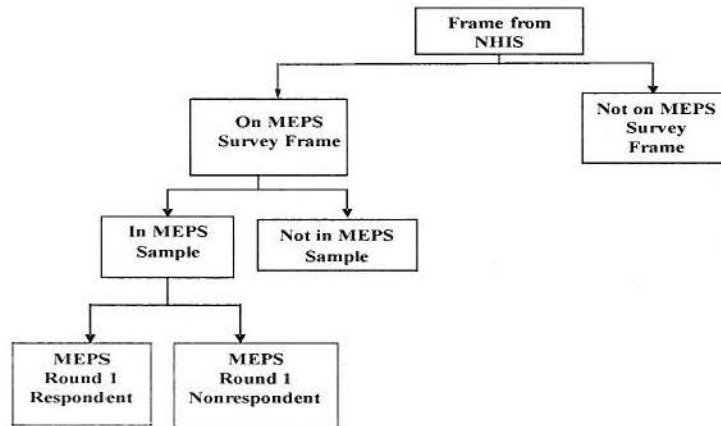 Frame from
NHIS
On MEPS
Survey Frame
Not on MEPS
Survey
Frame
In MEPS
Sample
Not in MEPS
Sample
MEPS
Round 1
Respondent
MEPS
Round 1
Nonrespondent